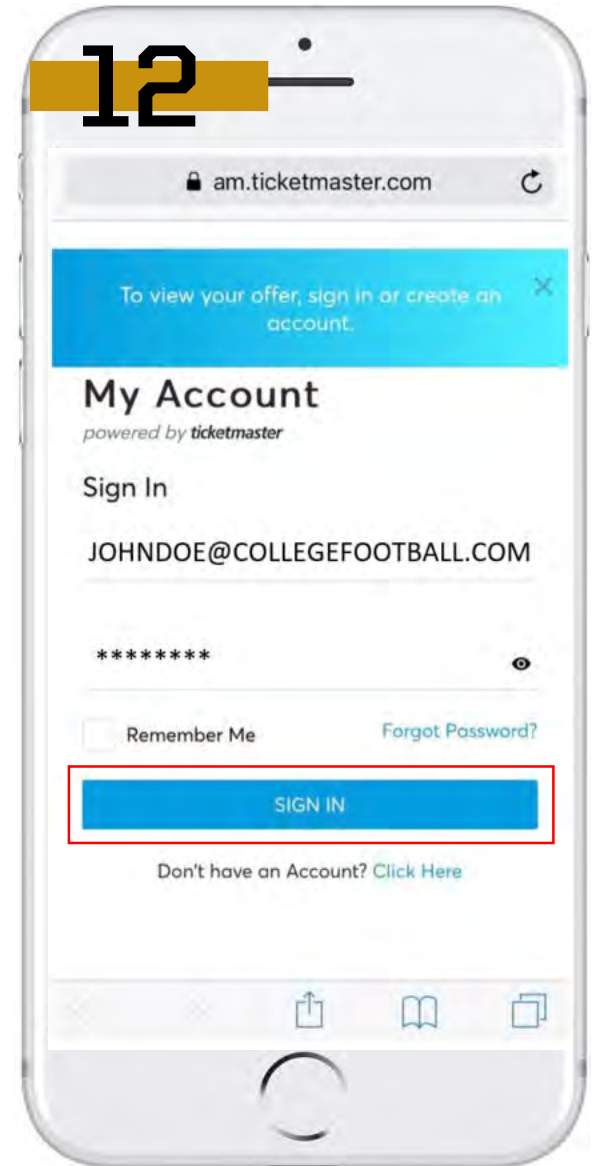 12
am.ticketmaster.com
To view your offer, sign in or create an
account.
My Account
powered by ticketmaster
Sign In
JOHNDOE@COLLEGEFOOTBALL.COM
********
Remember Me Forgot Password?
SIGN IN
Don't have an Account? Click Here